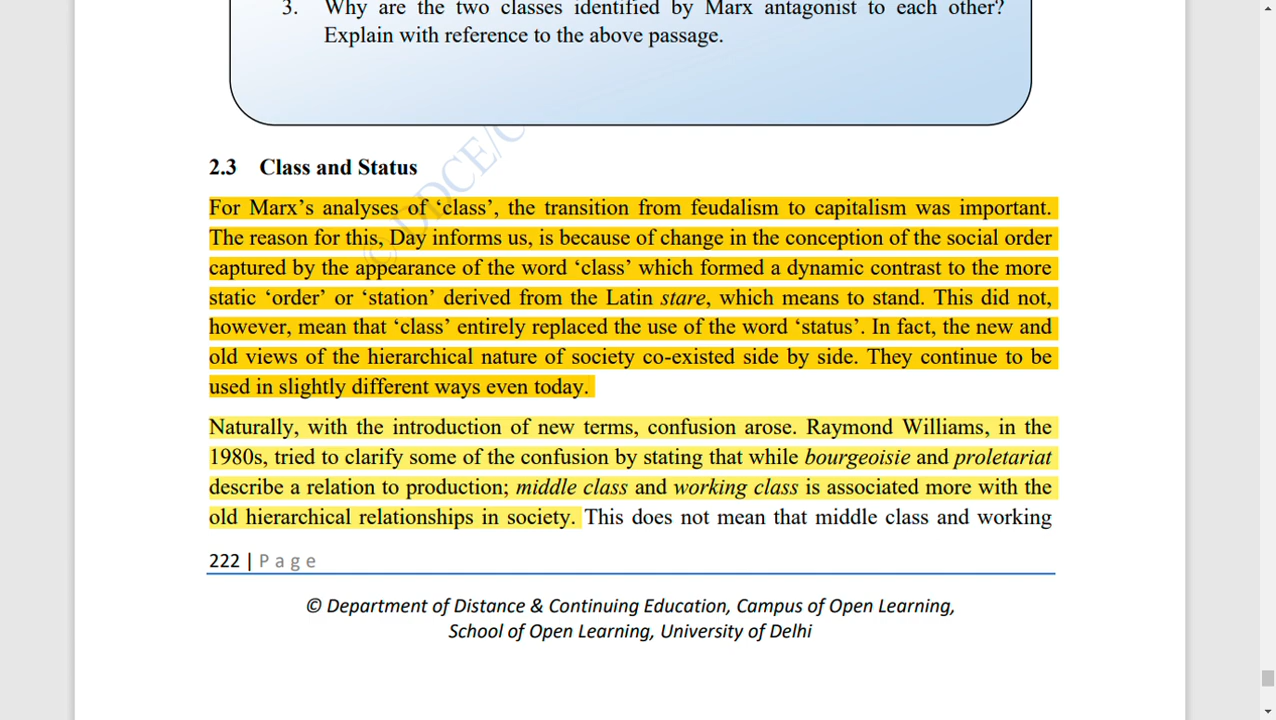 3. Why are the two classes identified by Marx antagonist to each other?
Explain with reference to the above passage.
© DDCE/C
2.3 Class and Status
For Marx’s analyses of ‘class’, the transition from feudalism to capitalism was important.
The reason for this, Day informs us, is because of change in the conception of the social order
captured by the appearance of the word ‘class’ which formed a dynamic contrast to the more
static ‘order’ or ‘station’ derived from the Latin stare, which means to stand. This did not,
however, mean that ‘class’ entirely replaced the use of the word ‘status’. In fact, the new and
old views of the hierarchical nature of society co-existed side by side. They continue to be
used in slightly different ways even today.
Naturally, with the introduction of new terms, confusion arose. Raymond Williams, in the
1980s, tried to clarify some of the confusion by stating that while bourgeoisie and proletariat
describe a relation to production; middle class and working class is associated more with the
old hierarchical relationships in society. This does not mean that middle class and working
222 | P a g e
© Department of Distance & Continuing Education, Campus of Open Learning,
School of Open Learning, University of Delhi